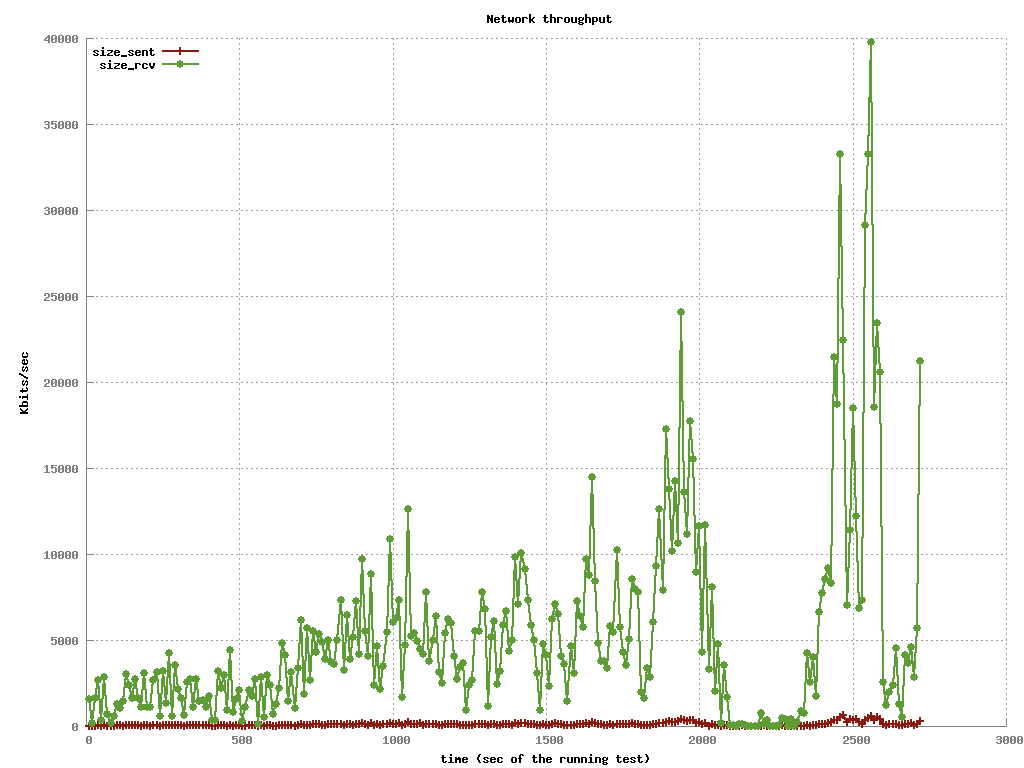 Network throughput
size_sent
size_rcv
40000
35000
30000
25000
20000
15000
10000
5000
0
Kbits/sec
0 500 1000 1500 2000 2500 3000
time (sec of the running test)